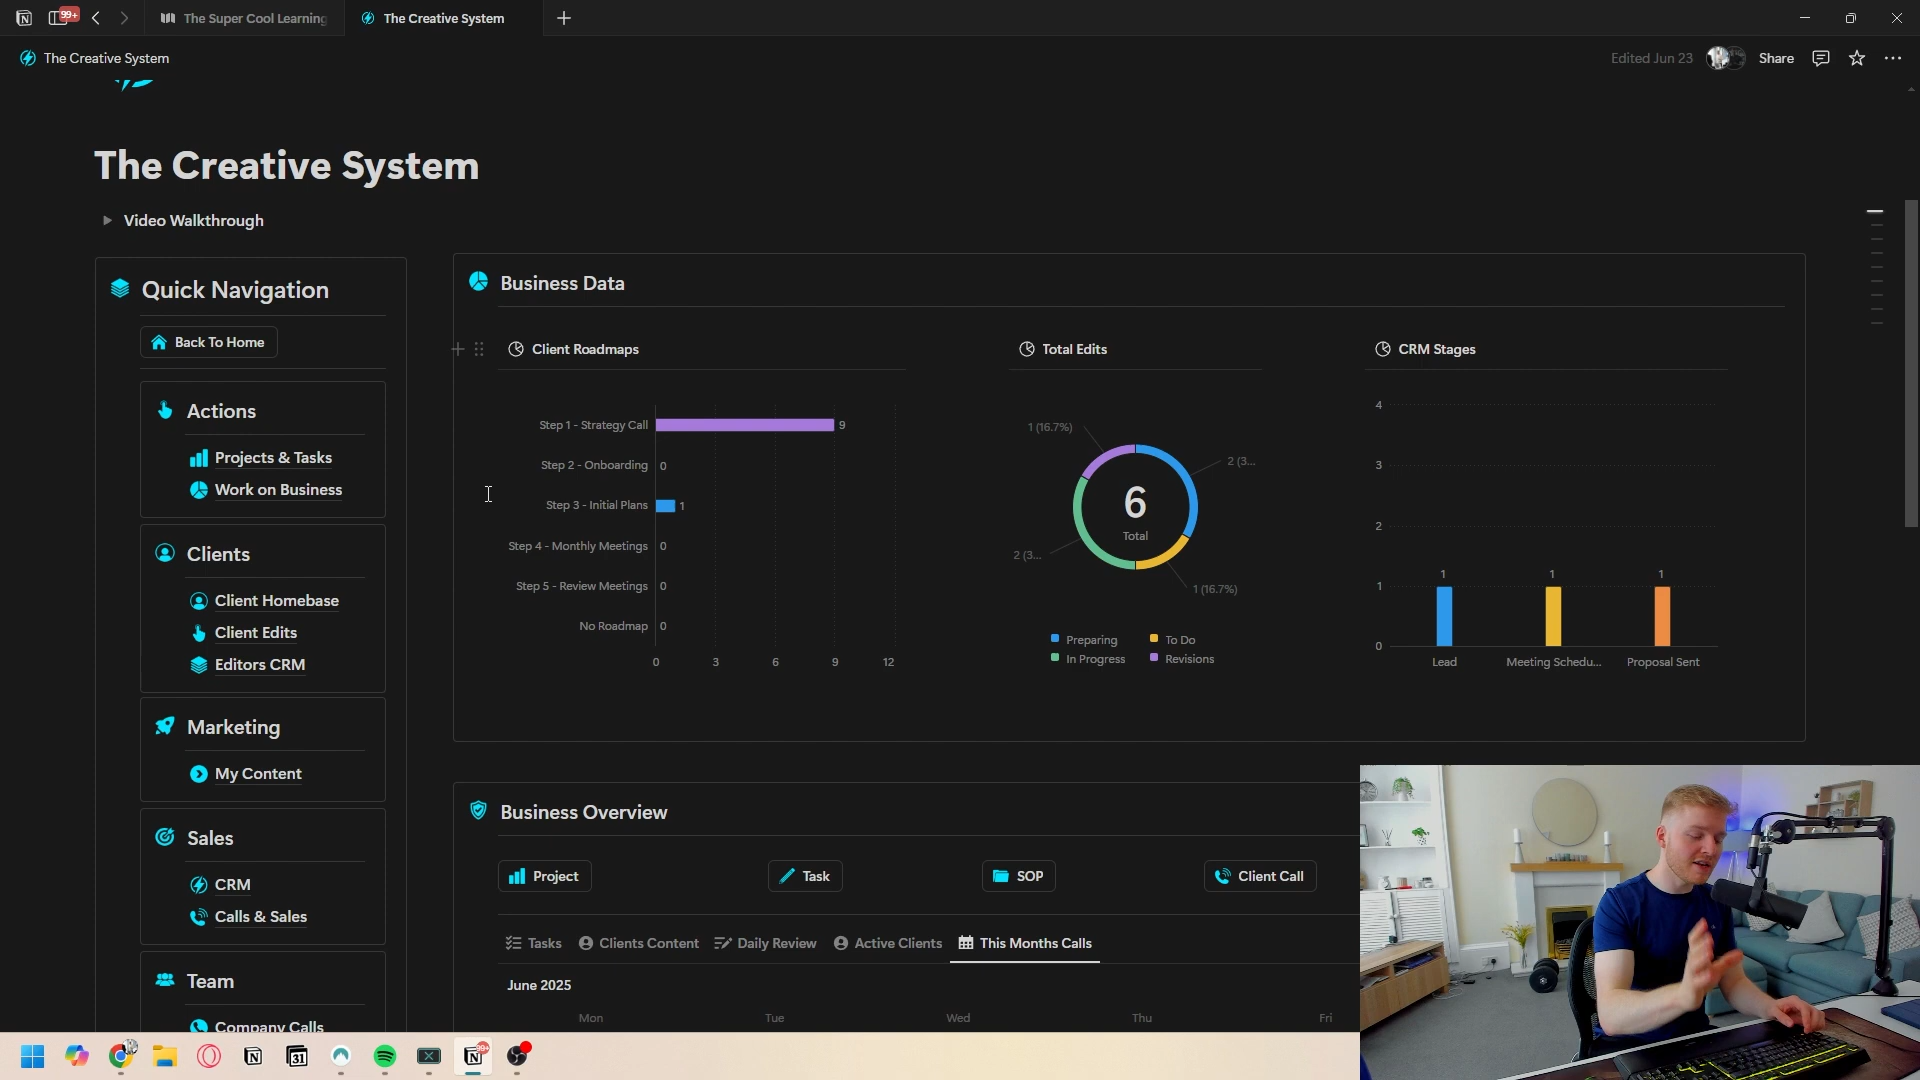 99+
The Super Cool Learning
The Creative System
The Creative System
Edited Jun 23
Share
The Creative System
Video Walkthrough
Quick Navigation
Back To Home
Actions
Projects & Tasks
Work on Business
Clients
Client Homebase
Client Edits
Editors CRM
Marketing
My Content
Sales
CRM
Calls & Sales
Team
Company Calls
Business Data
Client Roadmaps
Step 1 - Strategy Call 9
Step 2 - Onboarding 0
Step 3 - Initial Plans 1
Step 4 - Monthly Meetings 0
Step 5 - Review Meetings 0
No Roadmap 0
0 3 6 9 12
Total Edits
1 (16.7%)
2 (3...
6
Total
2 (3...
1 (16.7%)
Preparing To Do
In Progress Revisions
CRM Stages
4
3
2
1
0
1 1 1
Lead Meeting Schedu... Proposal Sent
Business Overview
Project Task SOP Client Call
Tasks Clients Content Daily Review Active Clients This Months Calls
June 2025
Mon Tue Wed Thu Fri
31
99+